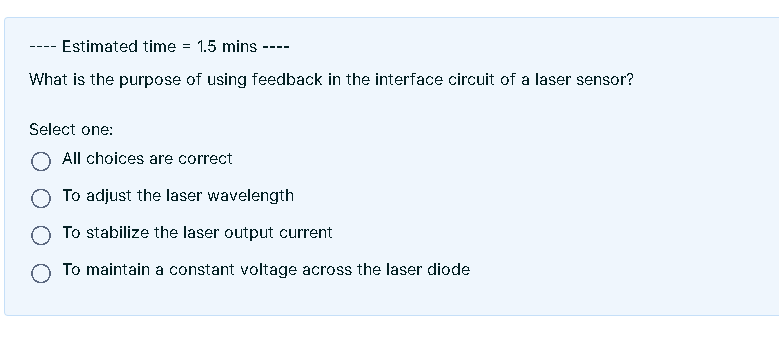 ---- Estimated time = 1.5 mins ----
What is the purpose of using feedback in the interface circuit of a laser sensor?
Select one:
All choices are correct
To adjust the laser wavelength
To stabilize the laser output current
To maintain a constant voltage across the laser diode